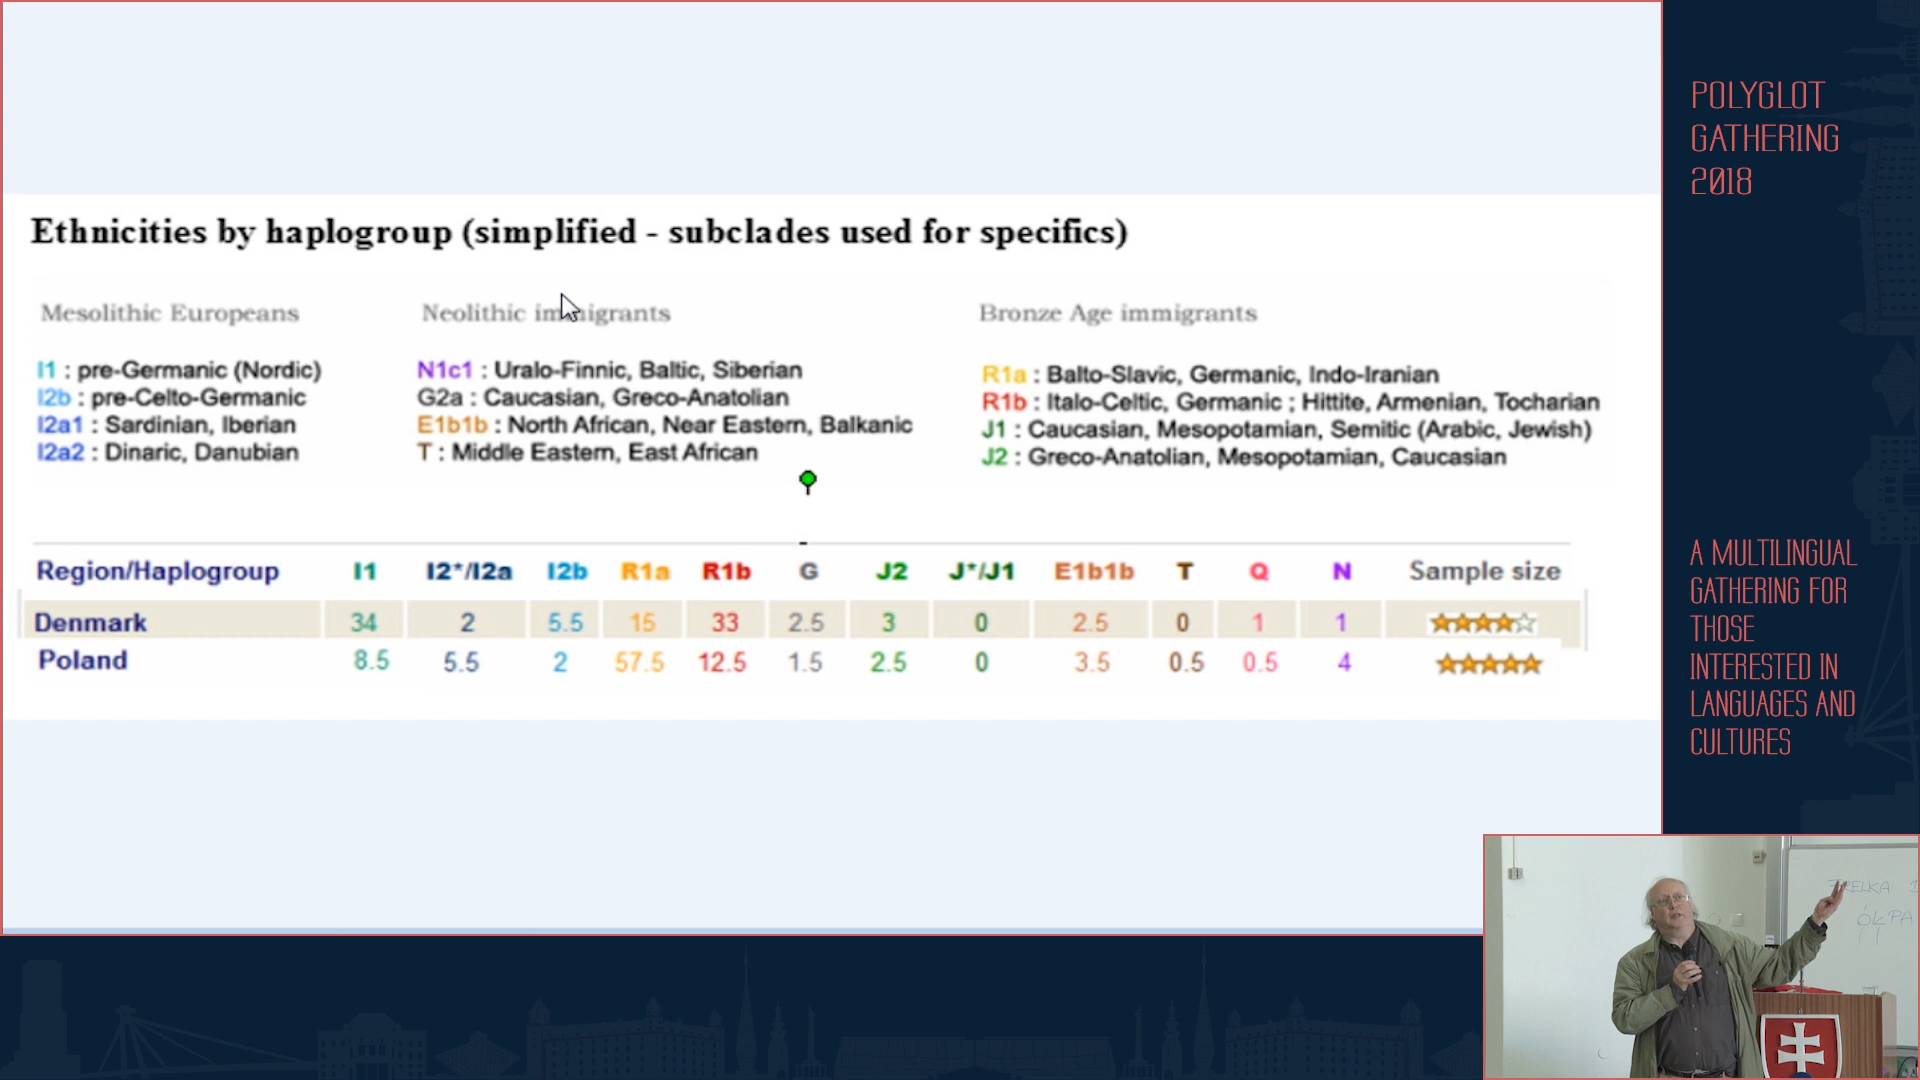 Ethnicities by haplogroup (simplified - subclades used for specifics)
Mesolithic Europeans
I1 : pre-Germanic (Nordic)
I2b : pre-Celto-Germanic
I2a1 : Sardinian, Iberian
I2a2 : Dinaric, Danubian
Neolithic immigrants
N1c1 : Uralo-Finnic, Baltic, Siberian
G2a : Caucasian, Greco-Anatolian
E1b1b : North African, Near Eastern, Balkanic
T : Middle Eastern, East African
Bronze Age immigrants
R1a : Balto-Slavic, Germanic, Indo-Iranian
R1b : Italo-Celtic, Germanic ; Hittite, Armenian, Tocharian
J1 : Caucasian, Mesopotamian, Semitic (Arabic, Jewish)
J2 : Greco-Anatolian, Mesopotamian, Caucasian
Region/Haplogroup I1 I2*/I2a I2b R1a R1b G J2 J*/J1 E1b1b T Q N Sample size
Denmark 34 2 5.5 15 33 2.5 3 0 2.5 0 1 1
Poland 8.5 5.5 2 57.5 12.5 1.5 2.5 0 3.5 0.5 0.5 4
POLYGLOT
GATHERING
2018
A MULTILINGUAL
GATHERING FOR
THOSE
INTERESTED IN
LANGUAGES AND
CULTURES